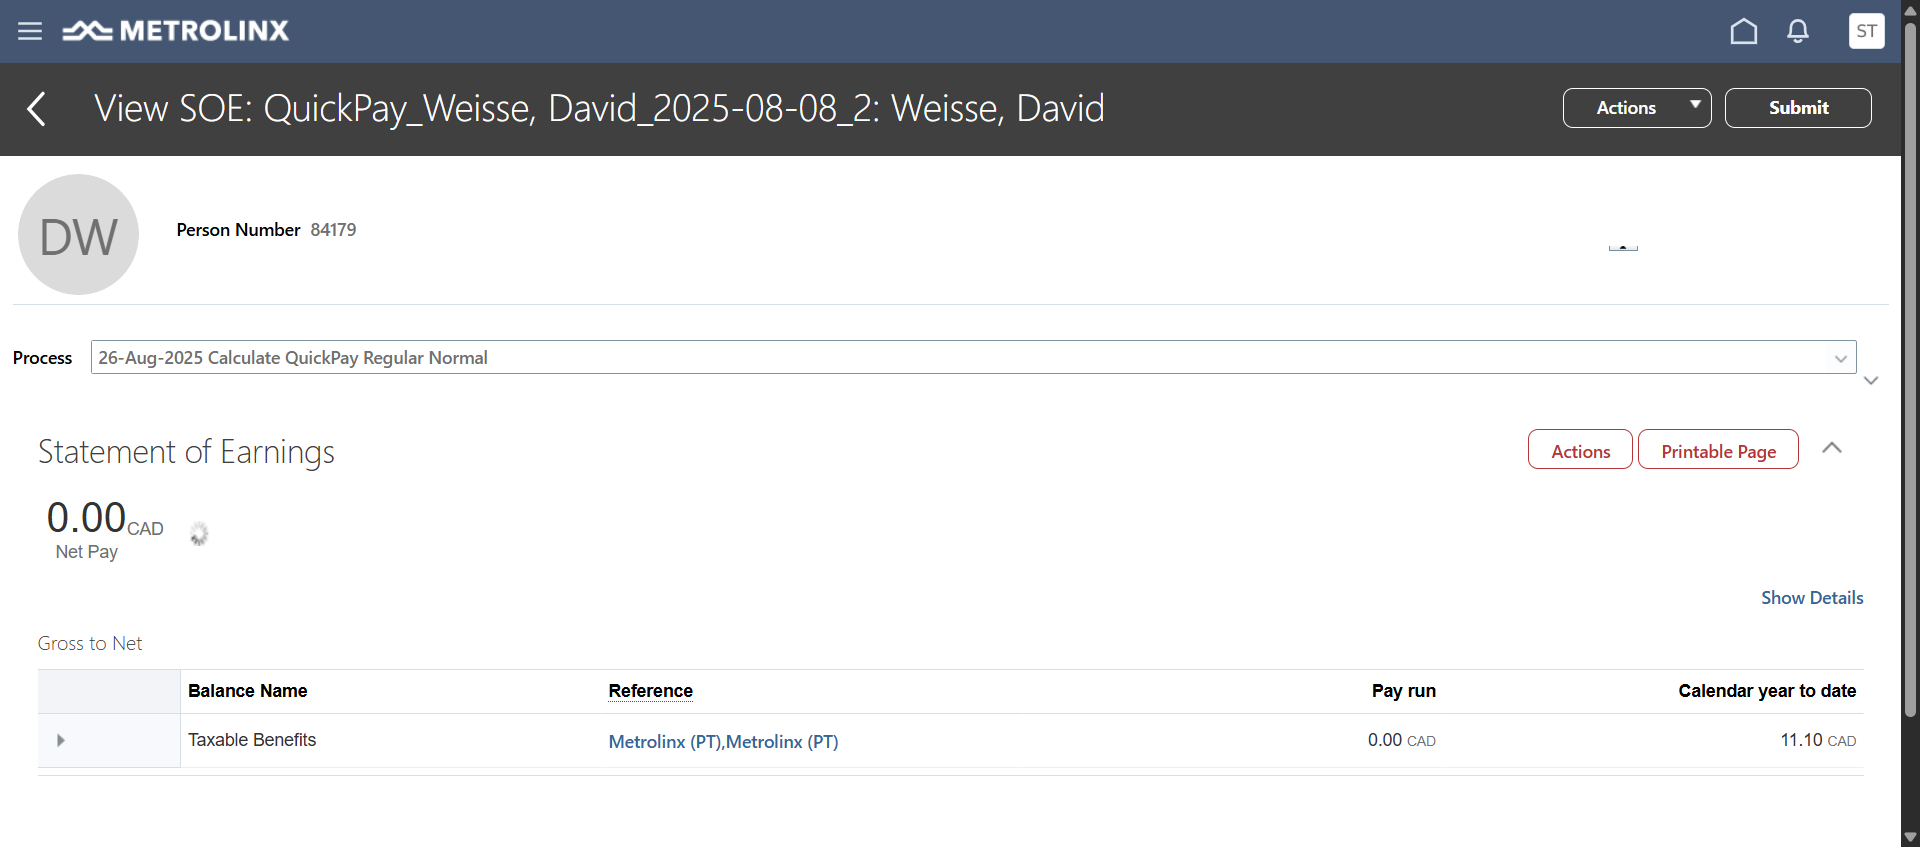 METROLINX
ST
View SOE: QuickPay_Weisse, David_2025-08-08_2: Weisse, David
Actions
Submit
DW
Person Number 84179
Process 26-Aug-2025 Calculate QuickPay Regular Normal
Statement of Earnings
Actions
Printable Page
0.00 CAD
Net Pay
Show Details
Gross to Net
Balance Name Reference Pay run Calendar year to date
Taxable Benefits Metrolinx (PT),Metrolinx (PT) 0.00 CAD 11.10 CAD